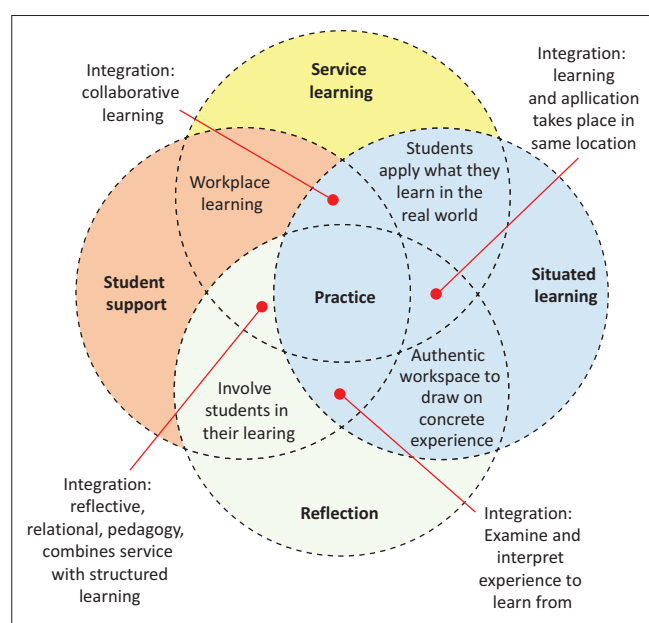 Integration:
collaborative
learning
Service
learning
Integration:
learning
and apllication
takes place in
same location
Workplace
learning
Students
apply what they
learn in the
real world
Student
support
Practice
Situated
learning
Involve
students in
their learing
Authentic
workspace to
draw on
concrete
experience
Reflection
Integration:
reflective,
relational, pedagogy,
combines service
with structured
learning
Integration:
Examine and
interpret
experience to
learn from